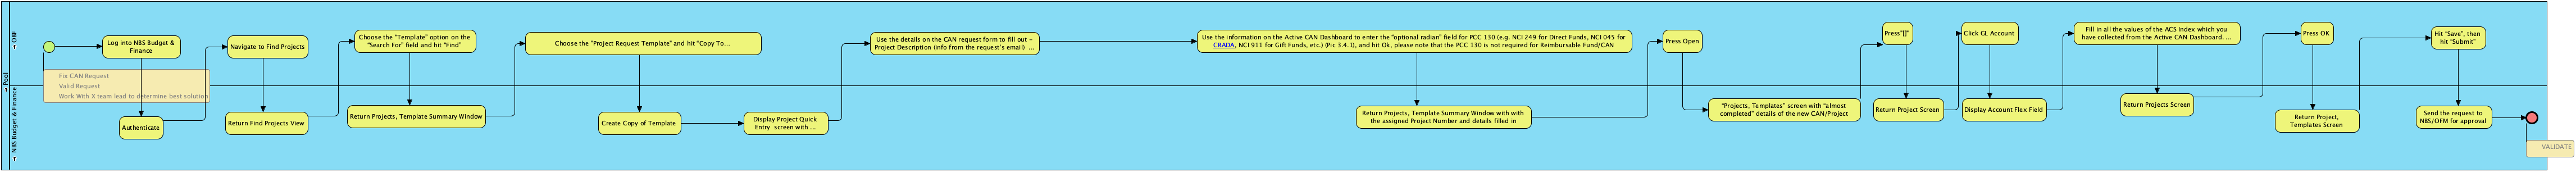 Pool
OBF
NBS Budget & Finance
Log into NBS Budget &
Finance
Navigate to Find Projects
Choose the "Template" option on the
"Search For" field and hit "Find"
Choose the "Project Request Template" and hit "Copy To...
Use the details on the CAN request form to fill out -
Project Description (info from the request's email) ...
Use the information on the Active CAN Dashboard to enter the "optional radian" field for PCC 130 (e.g. NCI 249 for Direct Funds, NCI 045 for
CRADA, NCI 911 for Gift Funds, etc.) (Pic 3.4.1), and hit Ok, please note that the PCC 130 is not required for Reimbursable Fund/CAN
Press Open
Press"[]"
Click GL Account
Fill in all the values of the ACS Index which you
have collected from the Active CAN Dashboard. ...
Press OK
Hit "Save", then
hit "Submit"
Fix CAN Request
Valid Request
Work With X team lead to determine best solution
Authenticate
Return Find Projects View
Return Projects, Template Summary Window
Create Copy of Template
Display Project Quick
Entry screen with ...
Return Projects, Template Summary Window with with
the assigned Project Number and details filled in
"Projects, Templates" screen with "almost
completed" details of the new CAN/Project
Return Project Screen
Display Account Flex Field
Return Projects Screen
Return Project,
Templates Screen
Send the request to
NBS/OFM for approval
VALIDATE